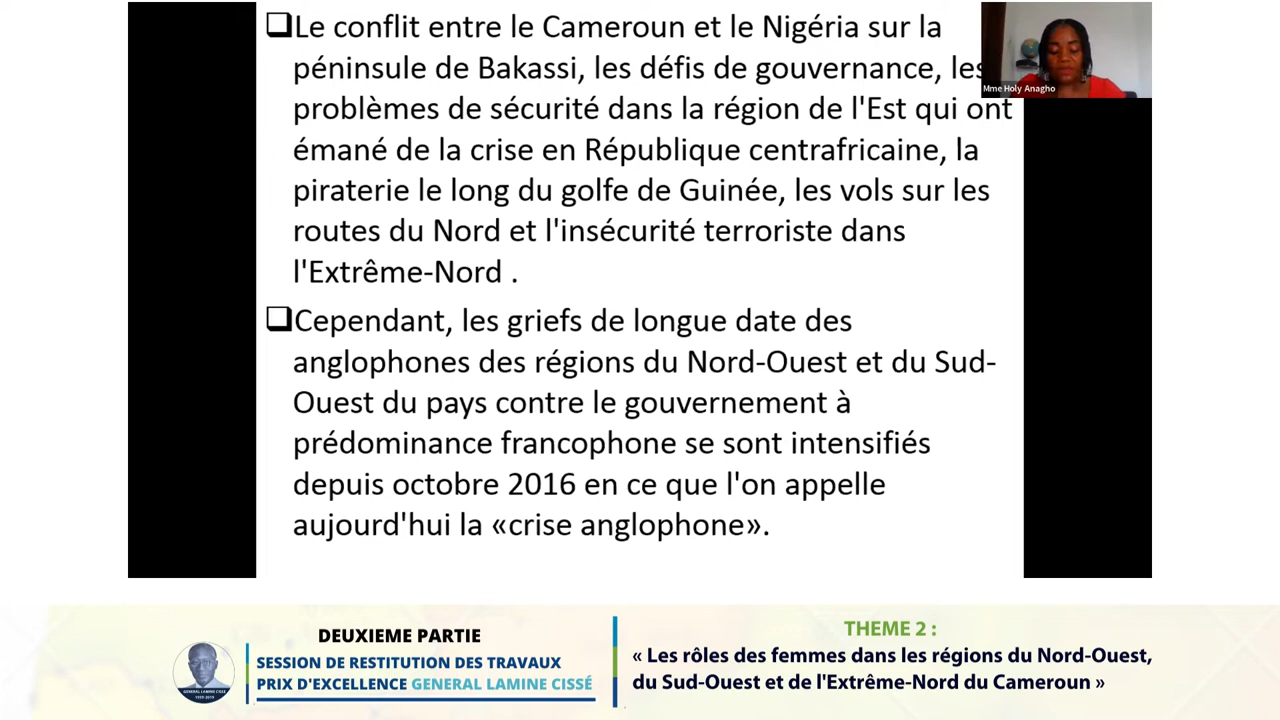 ❑Le conflit entre le Cameroun et le Nigéria sur la
péninsule de Bakassi, les défis de gouvernance, les
problèmes de sécurité dans la région de l'Est qui ont
émané de la crise en République centrafricaine, la
piraterie le long du golfe de Guinée, les vols sur les
routes du Nord et l'insécurité terroriste dans
l'Extrême-Nord .
❑Cependant, les griefs de longue date des
anglophones des régions du Nord-Ouest et du Sud-
Ouest du pays contre le gouvernement à
prédominance francophone se sont intensifiés
depuis octobre 2016 en ce que l'on appelle
aujourd'hui la «crise anglophone».
Mme Holy Anagho
DEUXIEME PARTIE
SESSION DE RESTITUTION DES TRAVAUX
PRIX D'EXCELLENCE GENERAL LAMINE CISSÉ
GENERAL LAMINE CISSÉ
THEME 2 :
« Les rôles des femmes dans les régions du Nord-Ouest,
du Sud-Ouest et de l'Extrême-Nord du Cameroun »